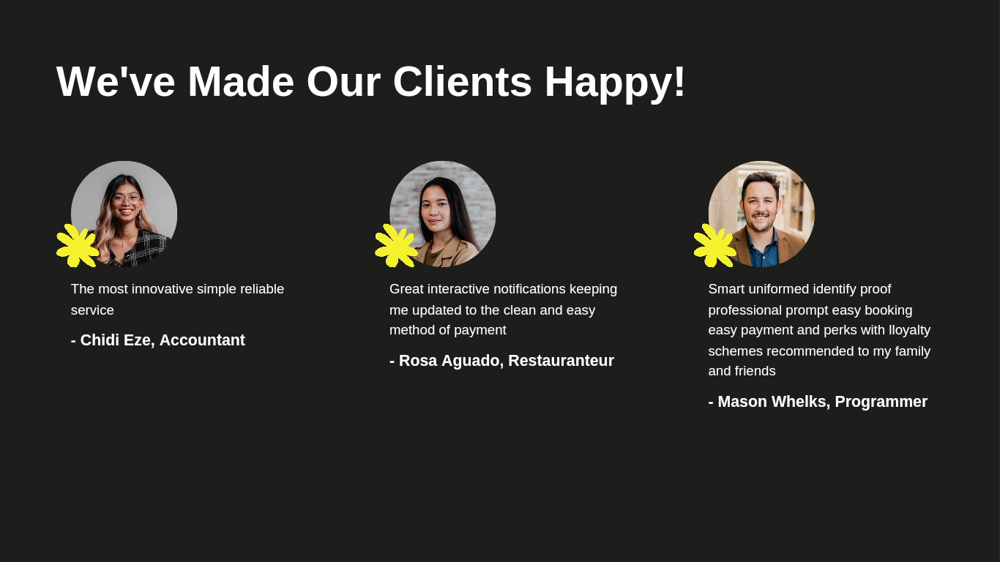 We've Made Our Clients Happy!
The most innovative simple reliable
service
- Chidi Eze, Accountant
Great interactive notifications keeping
me updated to the clean and easy
method of payment
- Rosa Aguado, Restauranteur
Smart uniformed identify proof
professional prompt easy booking
easy payment and perks with lloyalty
schemes recommended to my family
and friends
- Mason Whelks, Programmer